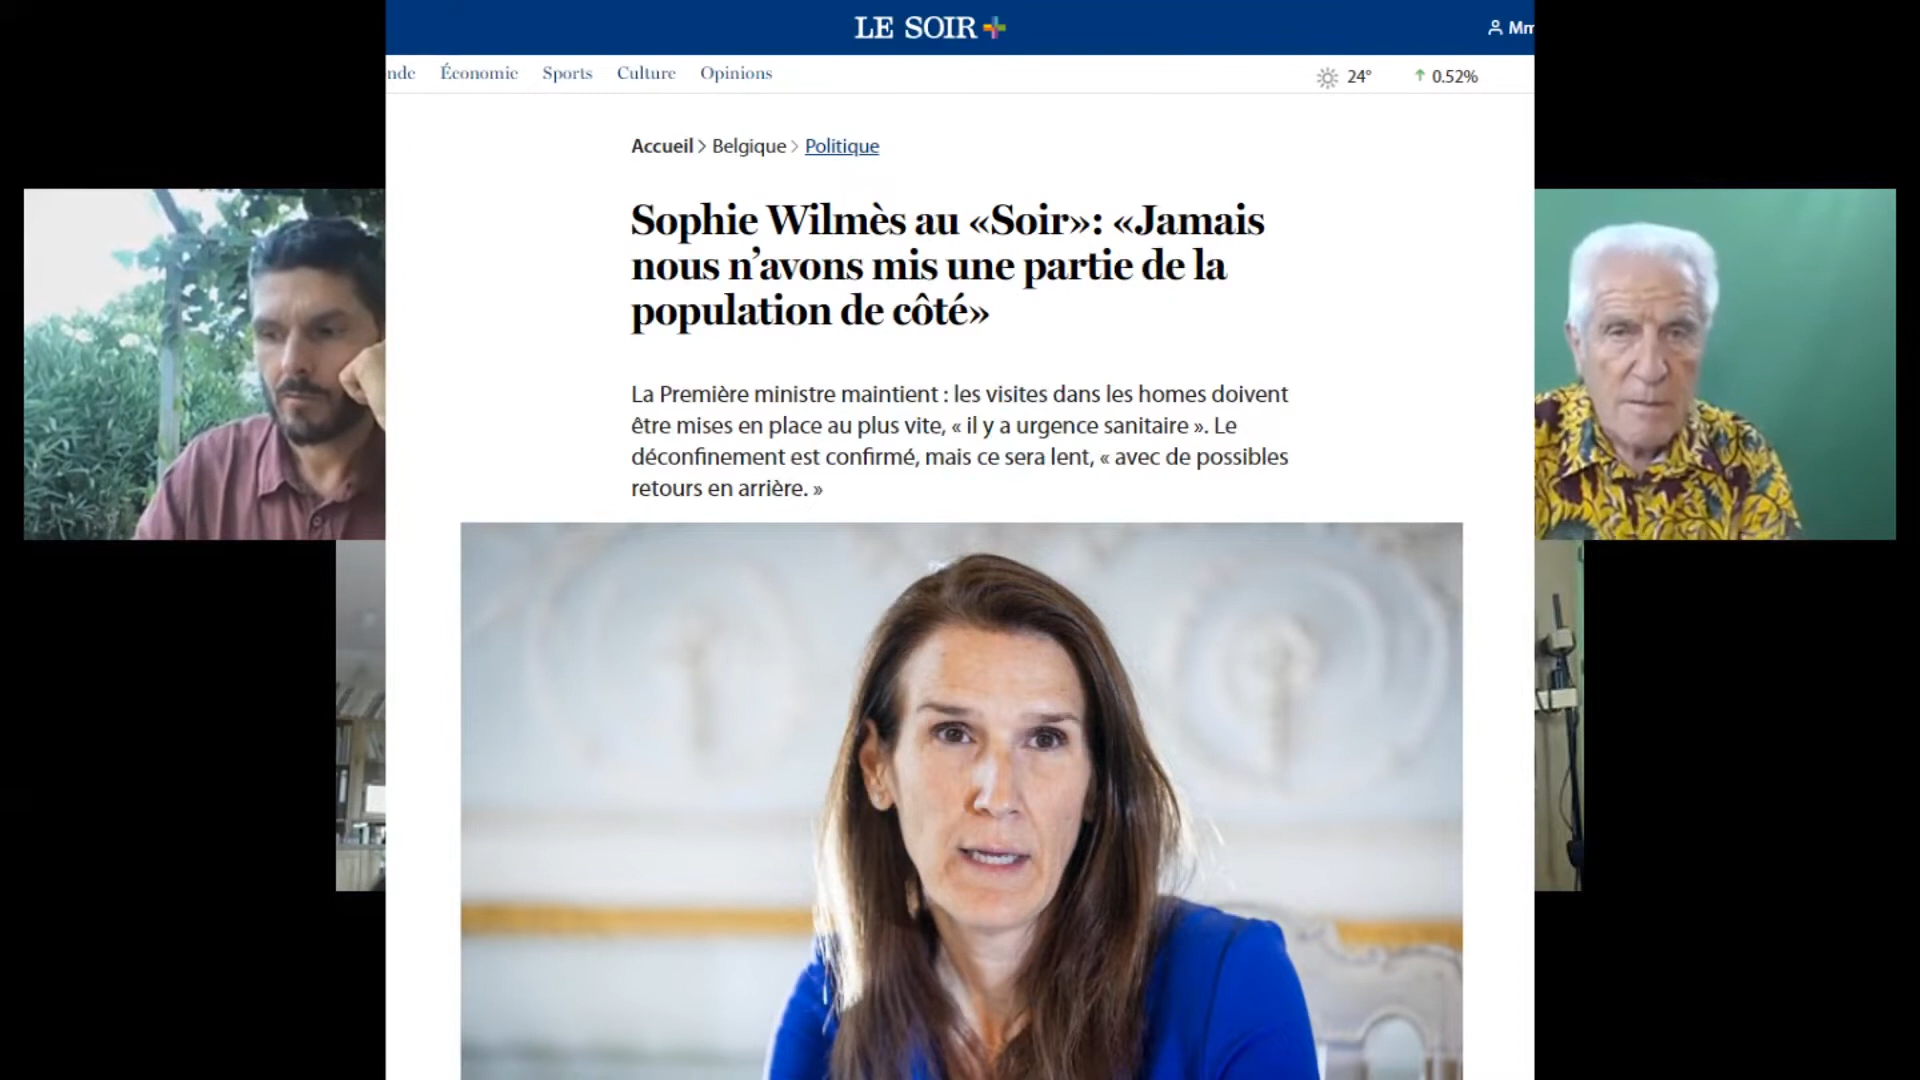 LE SOIR
Mm
nde Économie Sports Culture Opinions
24° 0.52%
Accueil > Belgique > Politique
Sophie Wilmès au «Soir»: «Jamais
nous n’avons mis une partie de la
population de côté»
La Première ministre maintient : les visites dans les homes doivent
être mises en place au plus vite, « il y a urgence sanitaire ». Le
déconfinement est confirmé, mais ce sera lent, « avec de possibles
retours en arrière. »